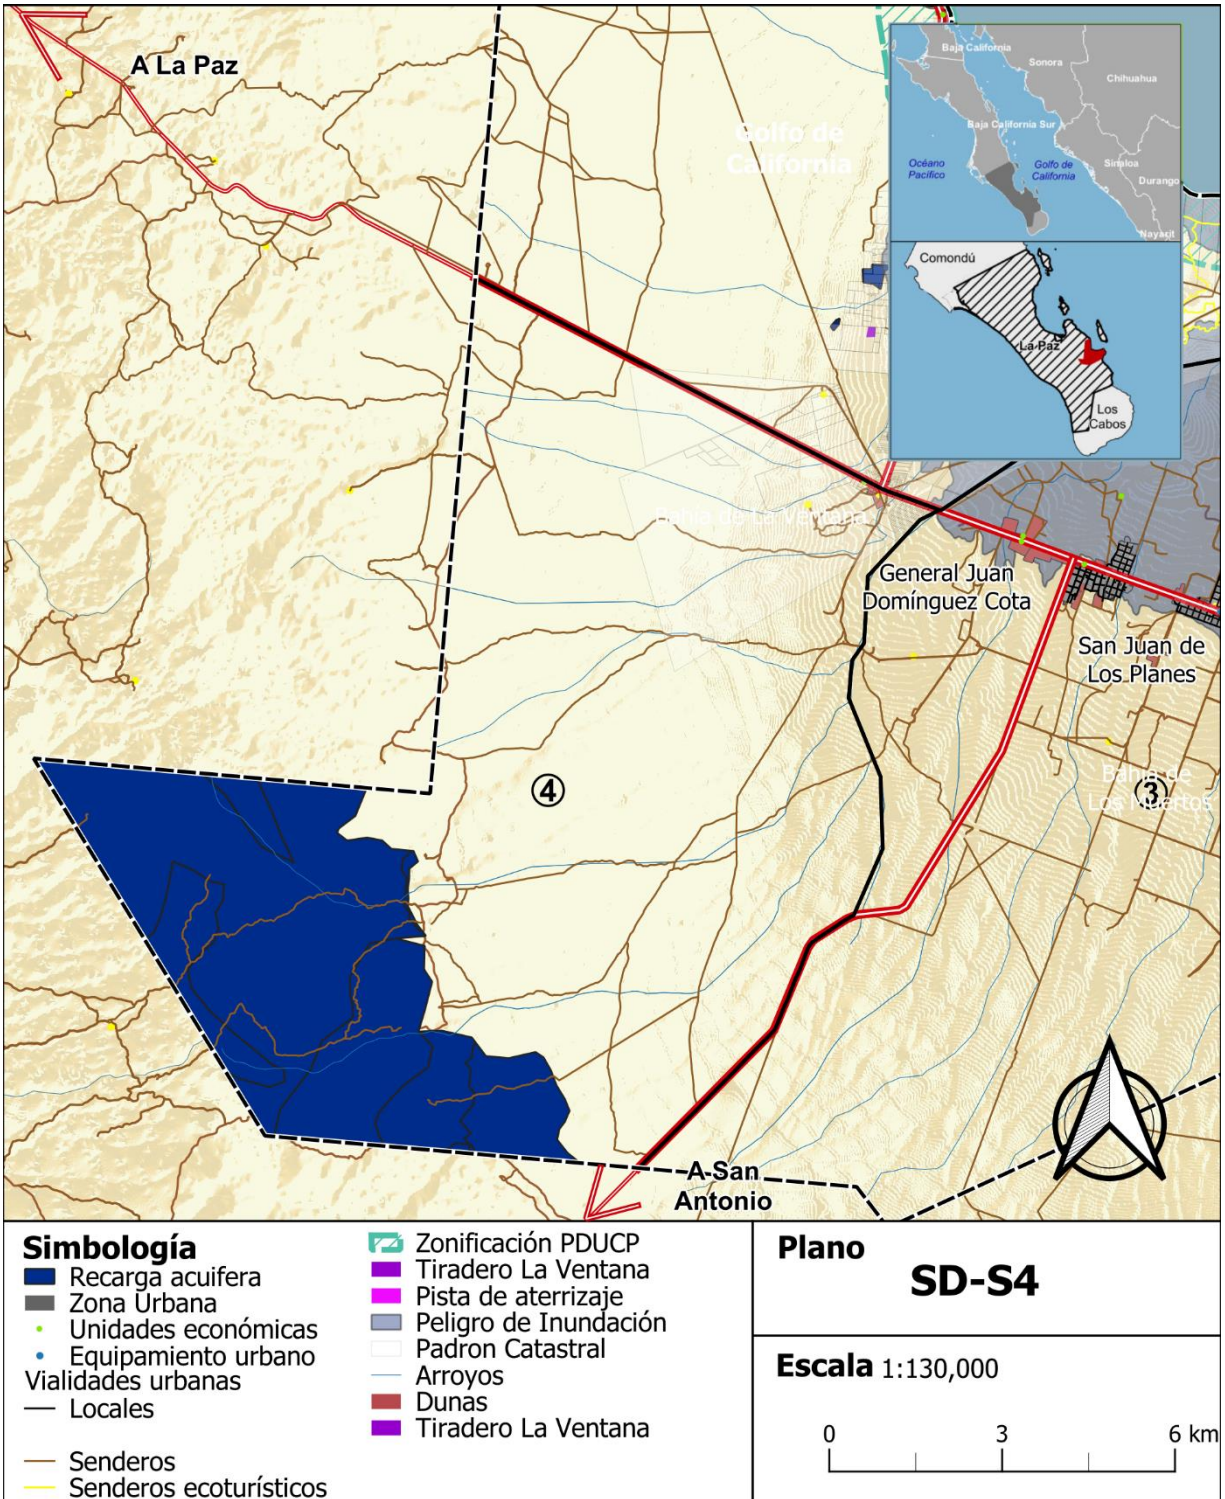 A La Paz
Golfo de
California
Baja California
Sonora
Chihuahua
Baja California Sur
Océano
Pacífico
Golfo de
California
Sinaloa
Durango
Nayarit
Comondú
La Paz
Los
Cabos
Bahía de La Ventana
General Juan
Domínguez Cota
San Juan de
Los Planes
4
Bahía de
Los Muertos
3
A San
Antonio
Simbología
Recarga acuifera
Zona Urbana
Unidades económicas
Equipamiento urbano
Vialidades urbanas
Locales
Senderos
Senderos ecoturísticos
Zonificación PDUCP
Tiradero La Ventana
Pista de aterrizaje
Peligro de Inundación
Padron Catastral
Arroyos
Dunas
Tiradero La Ventana
Plano
SD-S4
Escala 1:130,000
0 3 6 km